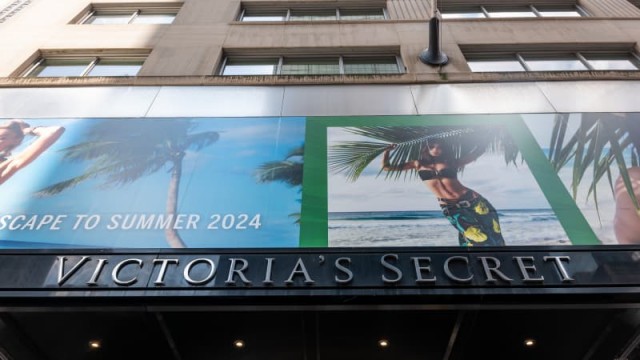 SCAPE TO SUMMER 2024
VICTORIA'S SECRET